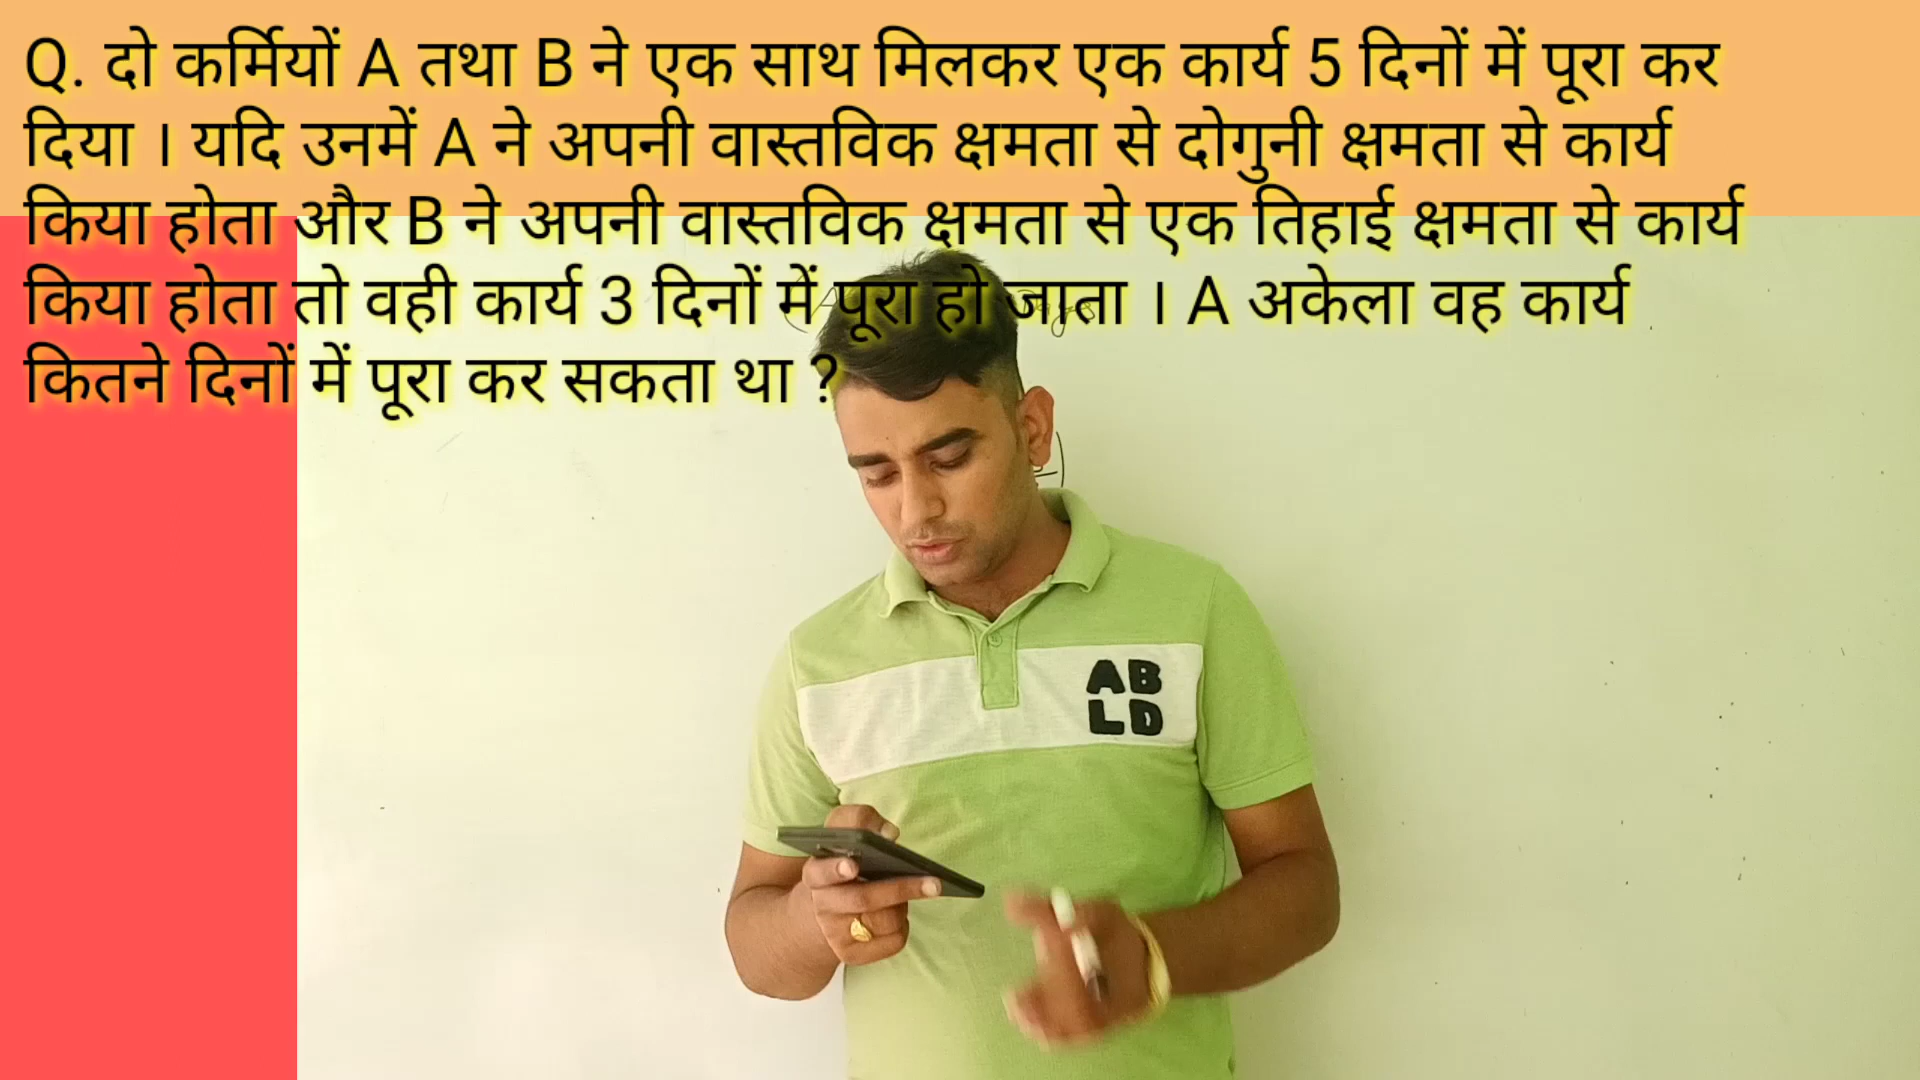 Q. दो कर्मियों A तथा B ने एक साथ मिलकर एक कार्य 5 दिनों में पूरा कर
दिया । यदि उनमें A ने अपनी वास्तविक क्षमता से दोगुनी क्षमता से कार्य
किया होता और B ने अपनी वास्तविक क्षमता से एक तिहाई क्षमता से कार्य
किया होता तो वही कार्य 3 दिनों में पूरा हो जाता । A अकेला वह कार्य
कितने दिनों में पूरा कर सकता था ?
AB
LD